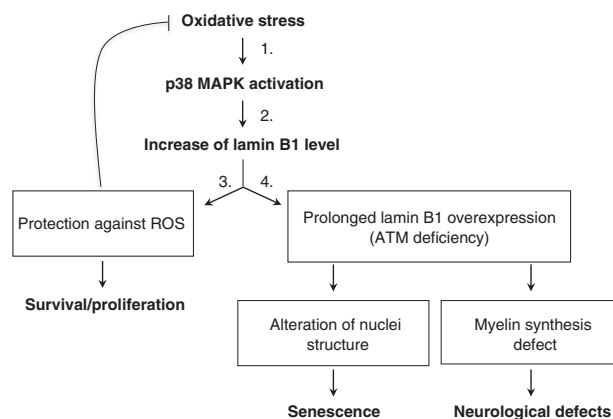 Oxidative stress
1.
p38 MAPK activation
2.
Increase of lamin B1 level
3.
4.
Protection against ROS
Prolonged lamin B1 overexpression
(ATM deficiency)
Survival/proliferation
Alteration of nuclei
structure
Myelin synthesis
defect
Senescence
Neurological defects